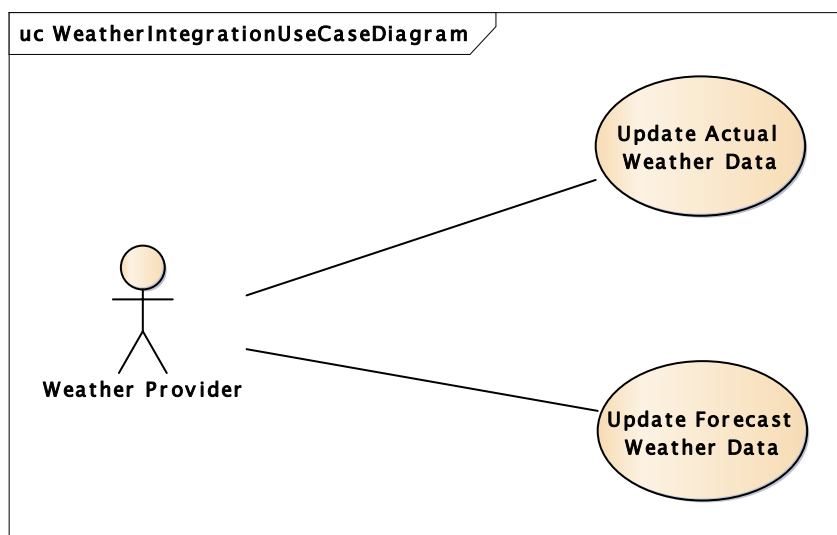 uc WeatherIntegrationUseCaseDiagram
Update Actual
Weather Data
Weather Provider
Update Forecast
Weather Data